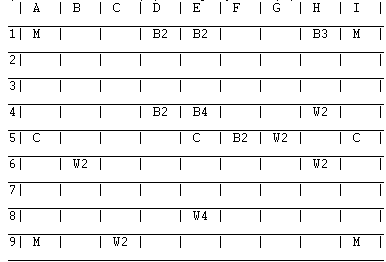 | A | B | C | D | E | F | G | H | I |
1| M | | | B2 | B2 | | | B3 | M |
2| | | | | | | | | |
3| | | | | | | | | |
4| | | | B2 | B4 | | | W2 | |
5| C | | | | C | B2 | W2 | | C |
6| | W2 | | | | | | W2 | |
7| | | | | | | | | |
8| | | | | W4 | | | | |
9| M | | W2 | | | | | | M |